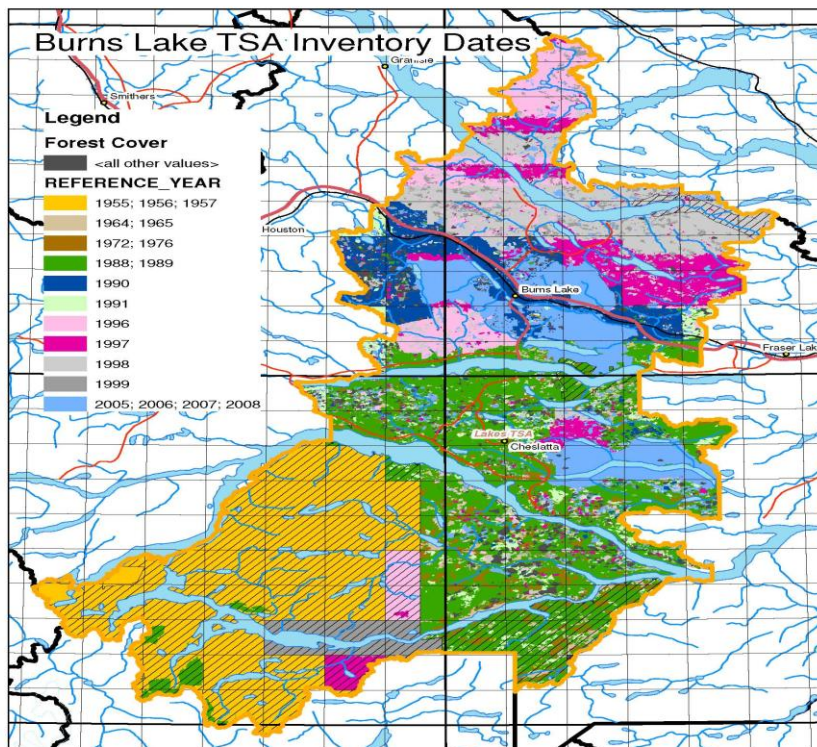 Burns Lake TSA Inventory Dates
Granisle
Smithers
Legend
Forest Cover
<all other values>
REFERENCE_YEAR
1955; 1956; 1957
1964; 1965
1972; 1976
1988; 1989
1990
1991
1996
1997
1998
1999
2005; 2006; 2007; 2008
Houston
Burns Lake
Fraser Lake
Lakes TSA
Cheslatta